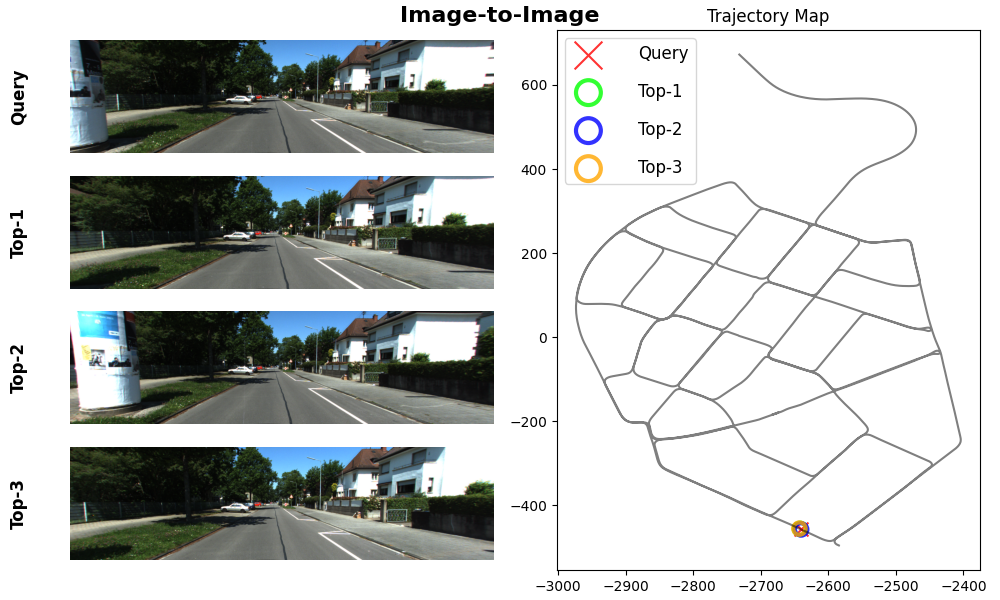 Image-to-Image
Query
Top-1
Top-2
Top-3
Trajectory Map
Query
Top-1
Top-2
Top-3
600
400
200
0
−200
−400
−3000
−2900
−2800
−2700
−2600
−2500
−2400